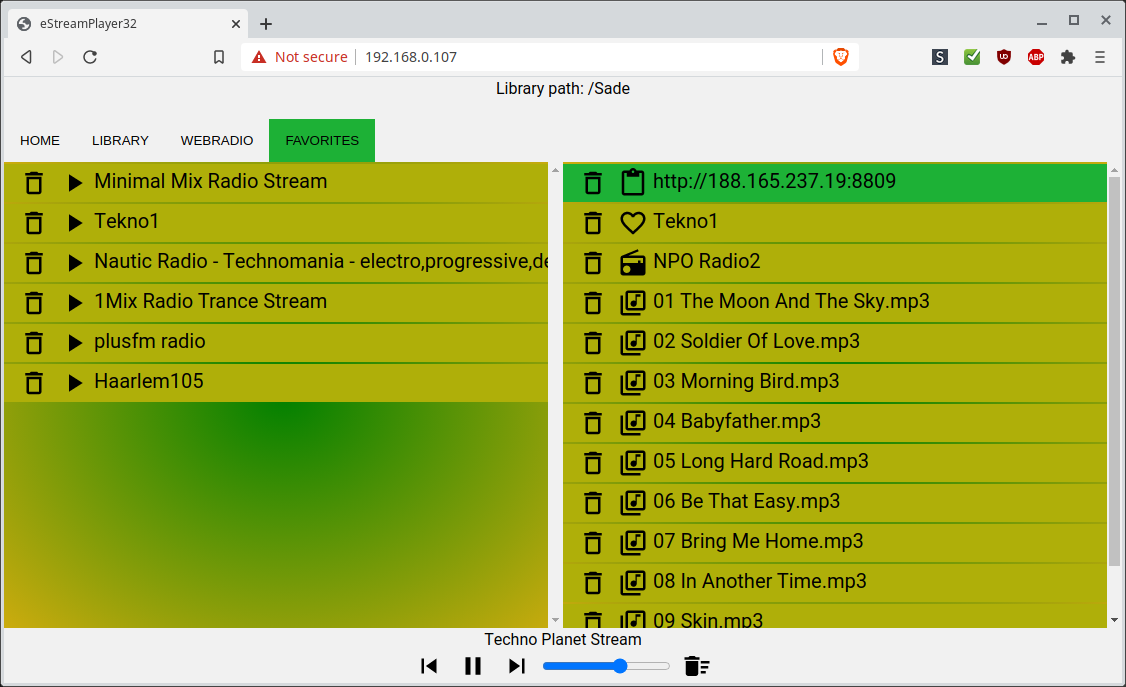 eStreamPlayer32
Not secure
192.168.0.107
S
UD
ABP
Library path: /Sade
HOME
LIBRARY
WEBRADIO
FAVORITES
Minimal Mix Radio Stream
Tekno1
Nautic Radio - Technomania - electro,progressive,de
1Mix Radio Trance Stream
plusfm radio
Haarlem105
http://188.165.237.19:8809
Tekno1
NPO Radio2
01 The Moon And The Sky.mp3
02 Soldier Of Love.mp3
03 Morning Bird.mp3
04 Babyfather.mp3
05 Long Hard Road.mp3
06 Be That Easy.mp3
07 Bring Me Home.mp3
08 In Another Time.mp3
09 Skin.mp3
Techno Planet Stream